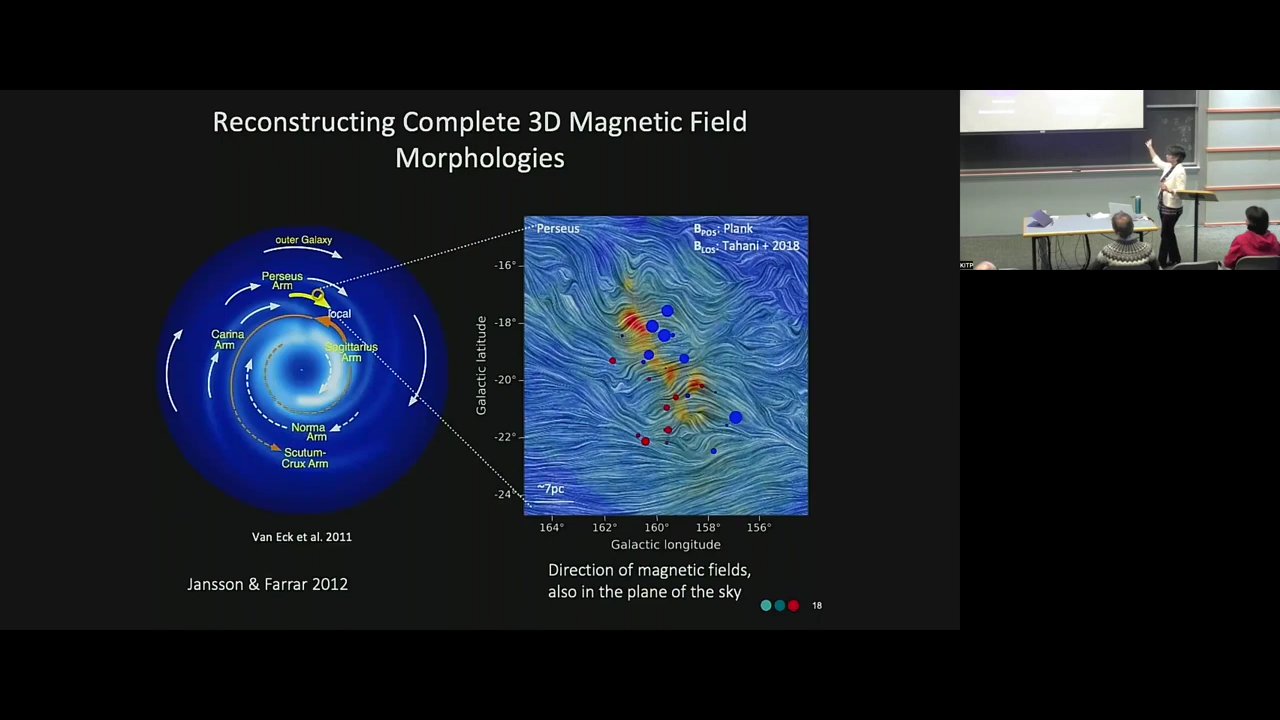 Reconstructing Complete 3D Magnetic Field
Morphologies
outer Galaxy
Perseus
Arm
local
Carina
Arm
Sagittarius
Arm
Norma
Arm
Scutum-
Crux Arm
Van Eck et al. 2011
Jansson & Farrar 2012
Perseus
BPOS: Plank
BLOS: Tahani + 2018
-16°
-18°
-20°
-22°
-24°
Galactic latitude
~7pc
164°
162°
160°
158°
156°
Galactic longitude
Direction of magnetic fields,
also in the plane of the sky
18
KITP